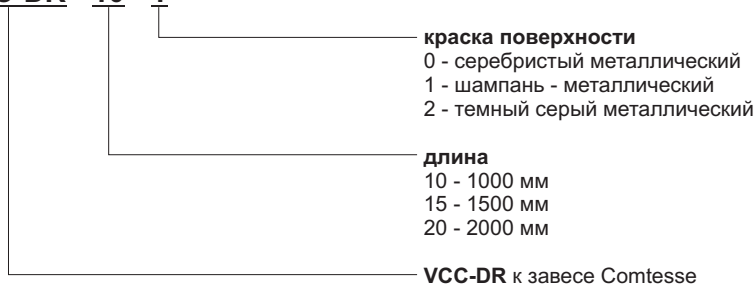 краска поверхности
0 - серебристый металлический
1 - шампань - металлический
2 - темный серый металлический
длина
10 - 1000 мм
15 - 1500 мм
20 - 2000 мм
VCC-DR к завесе Comtesse